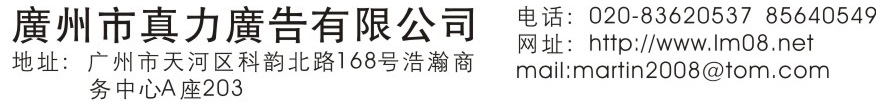 廣州市真力廣告有限公司
地址：广州市天河区科韵北路168号浩瀚商
务中心A座203
电话：020-83620537 85640549
网址：http://www.lm08.net
mail:martin2008@tom.com